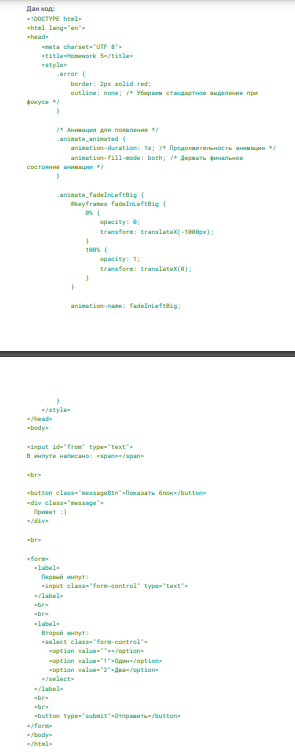 Дан код:
<!DOCTYPE html>
<html lang="en">
<head>
<meta charset="UTF 8">
<title>Homework 5</title>
<style>
.error {
border: 2px solid red;
outline: none; /* Убираем стандартное выделение при
фокусе */
}
/* Анимация для появления */
.animate_animated {
animation-duration: 1s; /* Продолжительность анимации */
animation-fill-mode: both; /* Держать финальное
состояние анимации */
}
.animate_fadeInLeftBig {
@keyframes fadeInLeftBig {
0% {
opacity: 0;
transform: translateX(-1000px);
}
100% {
opacity: 1;
transform: translateX(0);
}
}
animation-name: fadeInLeftBig;
}
</style>
</head>
<body>
<input id="from" type="text">
В инпуте написано: <span></span>
<br>
<button class="messageBtn">Показать блок</button>
<div class="message">
Привет :)
</div>
<br>
<form>
<label>
Первый инпут:
<input class="form-control" type="text">
</label>
<br>
<br>
<label>
Второй инпут:
<select class="form-control">
<option value=""></option>
<option value="1">Один</option>
<option value="2">Два</option>
</select>
</label>
<br>
<br>
<button type="submit">Отправить</button>
</form>
</body>
</html>